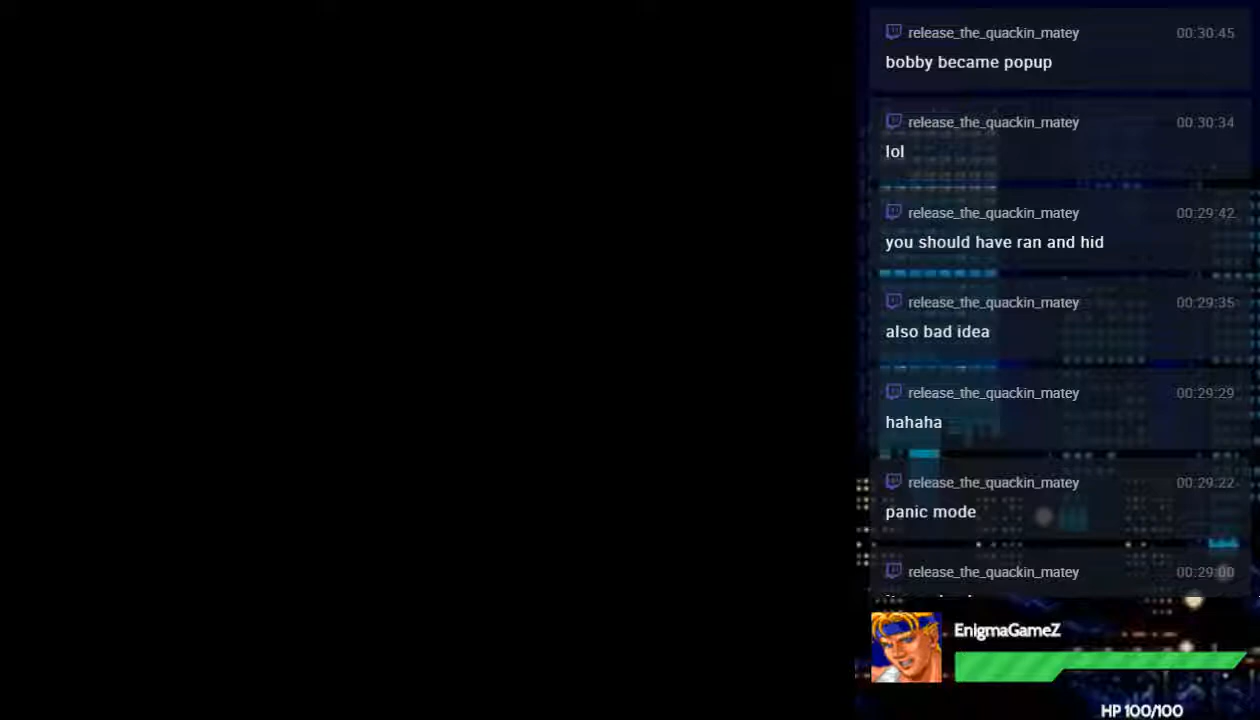 release_the_quackin_matey 00:30:45
bobby became popup
release_the_quackin_matey 00:30:34
lol
release_the_quackin_matey 00:29:42
you should have ran and hid
release_the_quackin_matey 00:29:35
also bad idea
release_the_quackin_matey 00:29:29
hahaha
release_the_quackin_matey 00:29:22
panic mode
release_the_quackin_matey 00:29:00
EnigmaGameZ
HP 100/100